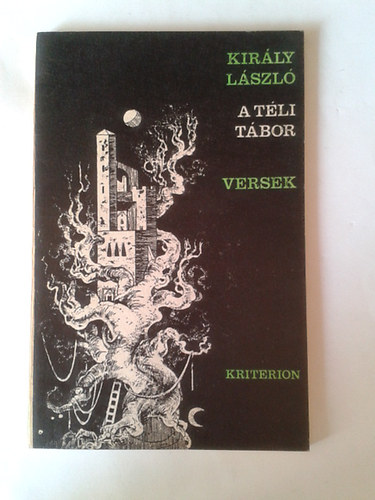 KIRÁLY
LÁSZLÓ
A TÉLI
TÁBOR
VERSEK
KRITERION